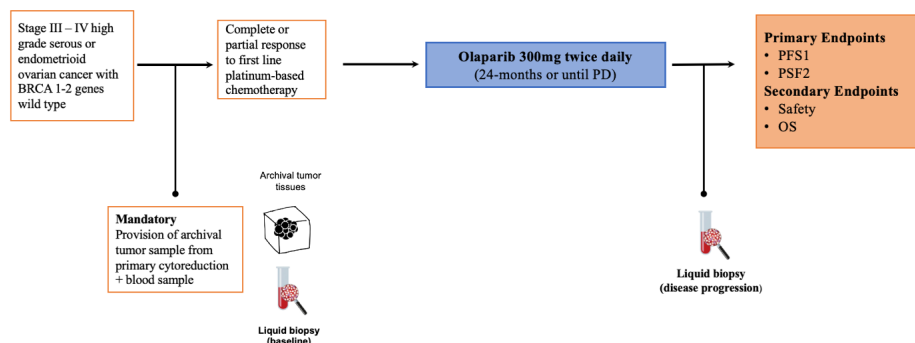 Stage III – IV high
grade serous or
endometrioid
ovarian cancer with
BRCA 1-2 genes
wild type
Complete or
partial response
to first line
platinum-based
chemotherapy
Olaparib 300mg twice daily
(24-months or until PD)
Primary Endpoints
• PFS1
• PSF2
Secondary Endpoints
• Safety
• OS
Mandatory
Provision of archival
tumor sample from
primary cytoreduction
+ blood sample
Archival tumor
tissues
Liquid biopsy
(baseline)
Liquid biopsy
(disease progression)